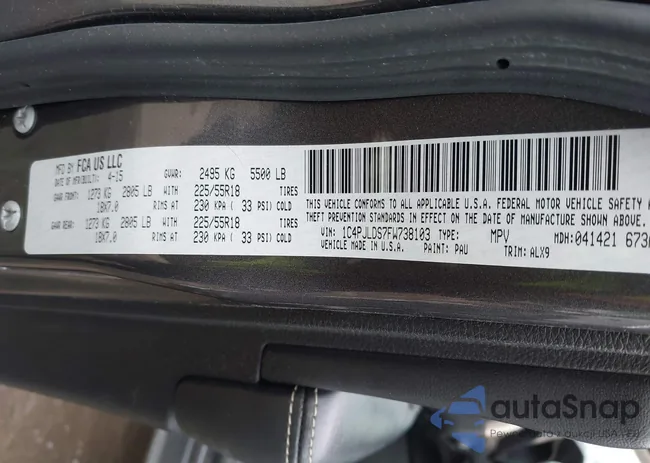 MFD BY FCA US LLC
DATE OF MFR(BUILT): 4-15
GVWR: 2495 KG 5500 LB
GAWR FRONT: 1273 KG 2805 LB WITH 225/55R18 TIRES
18X7.0 RIMS AT 230 KPA ( 33 PSI) COLD
GAWR REAR: 1273 KG 2805 LB WITH 225/55R18 TIRES
18X7.0 RIMS AT 230 KPA ( 33 PSI) COLD
THIS VEHICLE CONFORMS TO ALL APPLICABLE U.S.A. FEDERAL MOTOR VEHICLE SAFETY
THEFT PREVENTION STANDARDS IN EFFECT ON THE DATE OF MANUFACTURE SHOWN ABOVE.
VIN: 1C4PJLDS7FW738103 TYPE: MPV MDH: 041421 673
VEHICLE MADE IN U.S.A. PAINT: PAU TRIM: ALX9
autoSnap